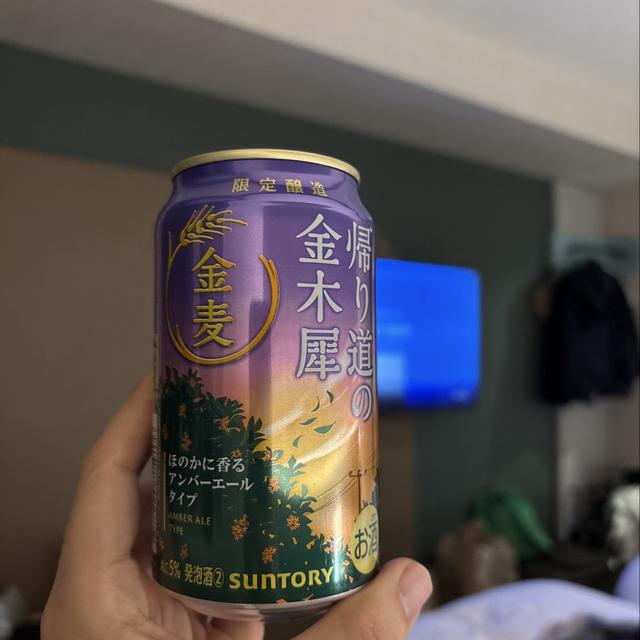 限定醸造
金麦
帰り道の
金木犀
ほのかに香る
アンバーエール
タイプ
AMBER ALE
TYPE
お酒
ALC.5% 発泡酒②
SUNTORY